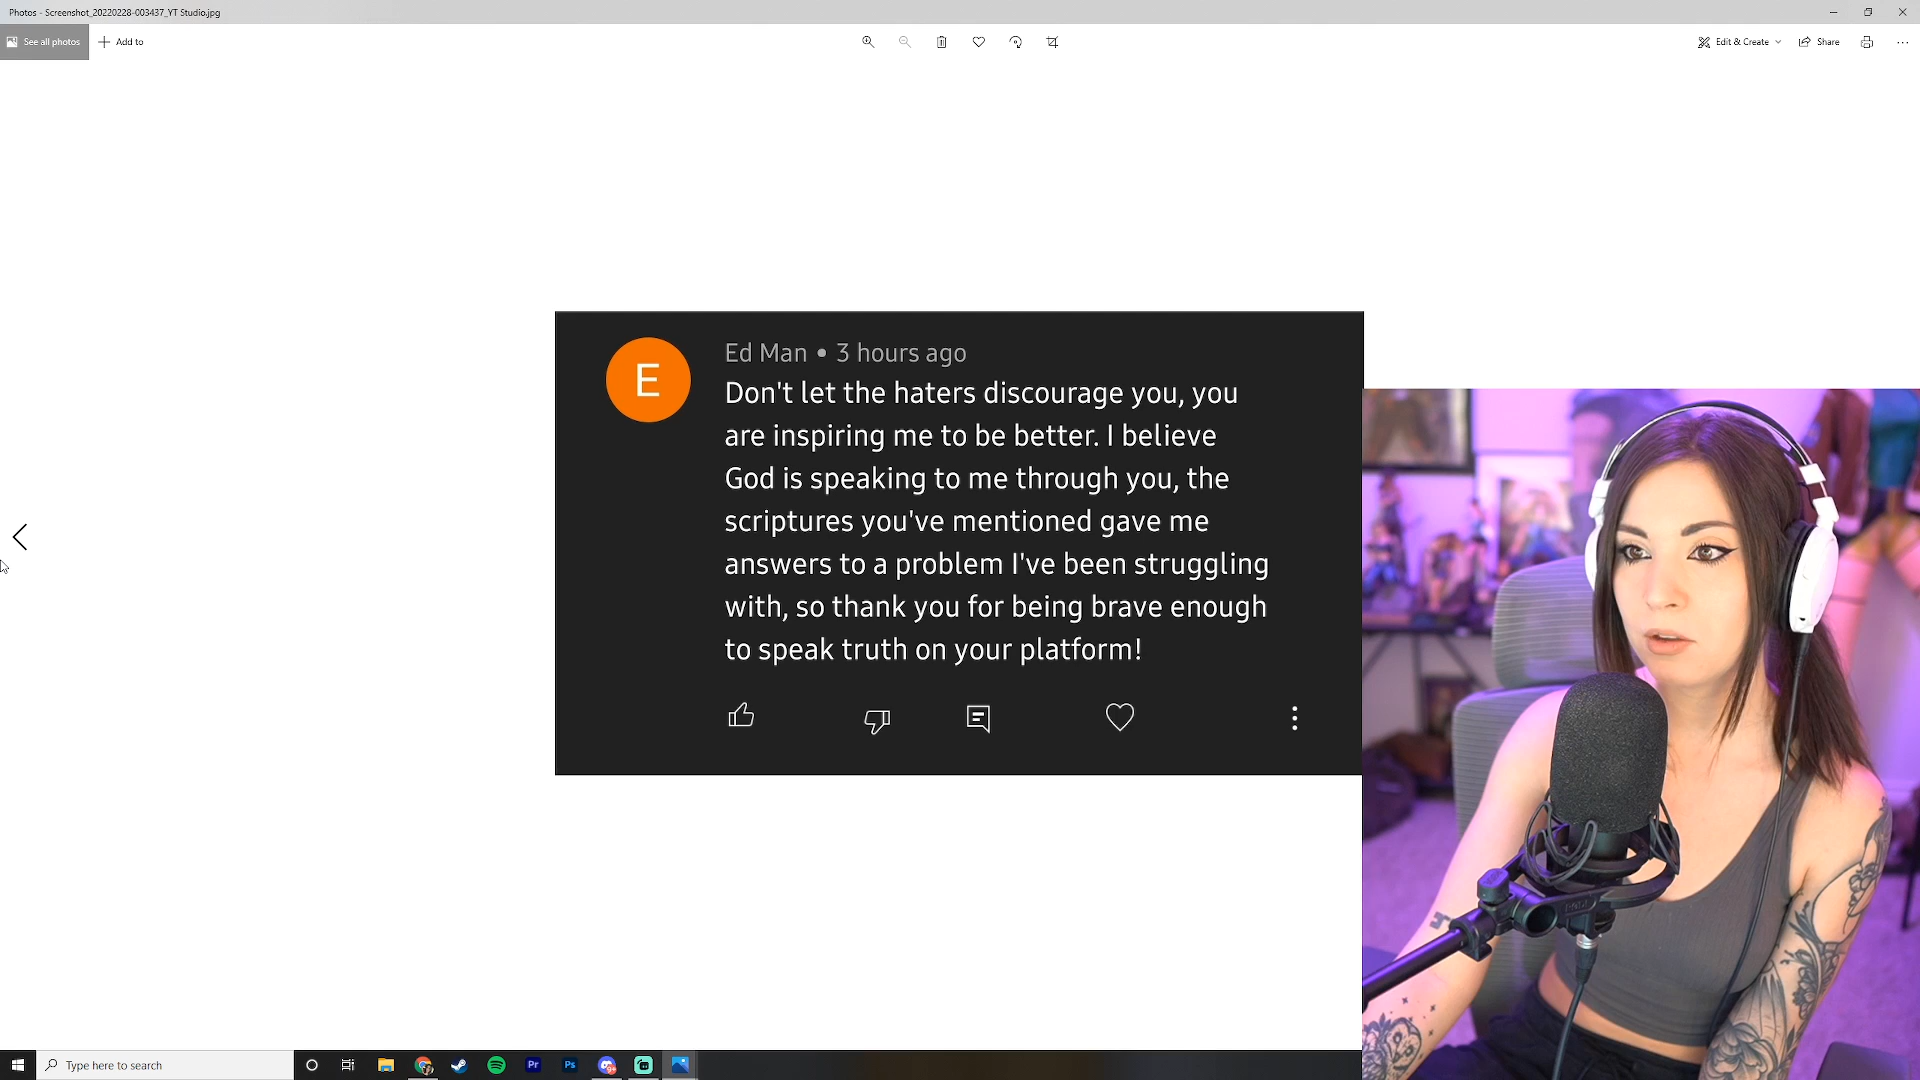 Photos - Screenshot_20220228-003437_YT Studio.jpg
See all photos
Add to
Edit & Create
Share
E
Ed Man • 3 hours ago
Don't let the haters discourage you, you
are inspiring me to be better. I believe
God is speaking to me through you, the
scriptures you've mentioned gave me
answers to a problem I've been struggling
with, so thank you for being brave enough
to speak truth on your platform!
Type here to search
Pr
Ps